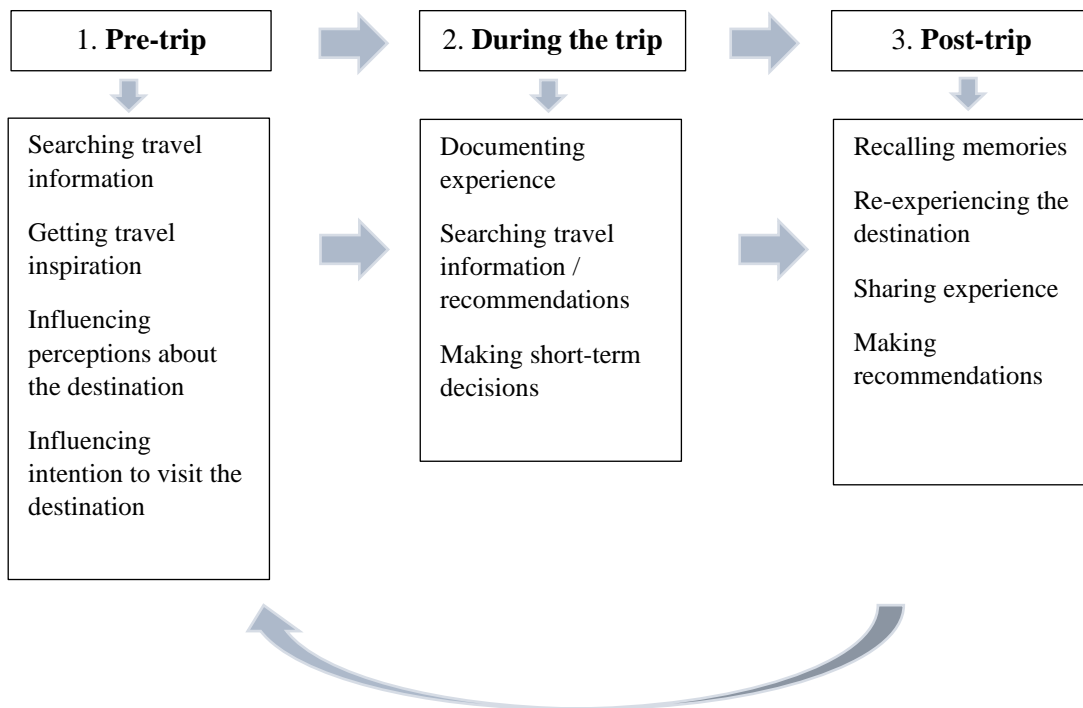 1. Pre-trip
2. During the trip
3. Post-trip
Searching travel
information
Getting travel
inspiration
Influencing
perceptions about
the destination
Influencing
intention to visit the
destination
Documenting
experience
Searching travel
information /
recommendations
Making short-term
decisions
Recalling memories
Re-experiencing the
destination
Sharing experience
Making
recommendations